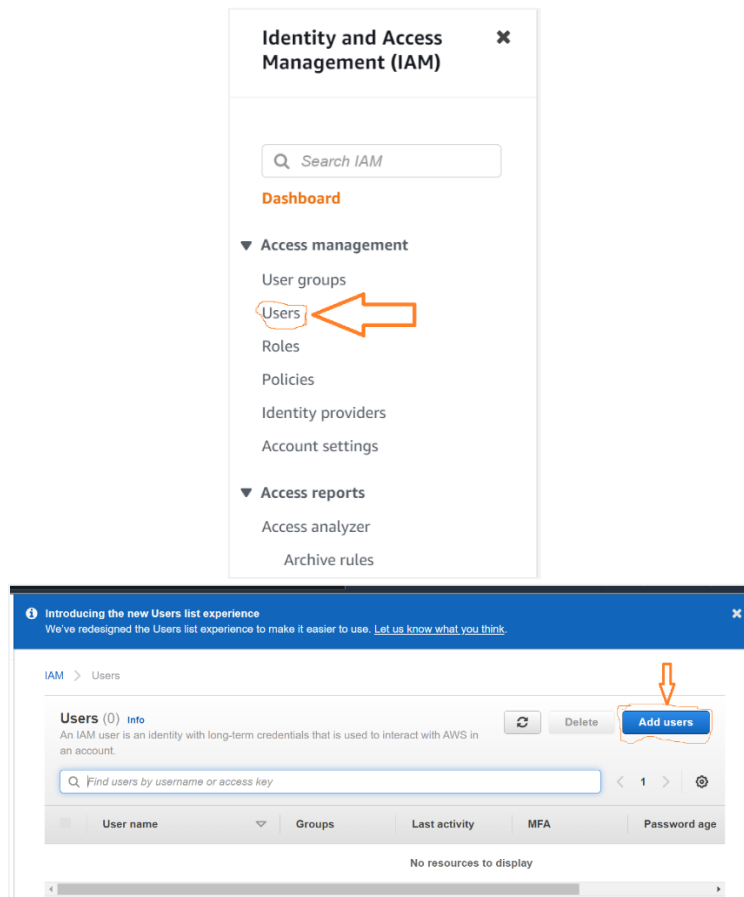 Identity and Access
Management (IAM)
Search IAM
Dashboard
Access management
User groups
Users
Roles
Policies
Identity providers
Account settings
Access reports
Access analyzer
Archive rules
Introducing the new Users list experience
We've redesigned the Users list experience to make it easier to use. Let us know what you think.
IAM > Users
Users (0) Info
An IAM user is an identity with long-term credentials that is used to interact with AWS in
an account.
Delete
Add users
Find users by username or access key
1
User name Groups Last activity MFA Password age
No resources to display